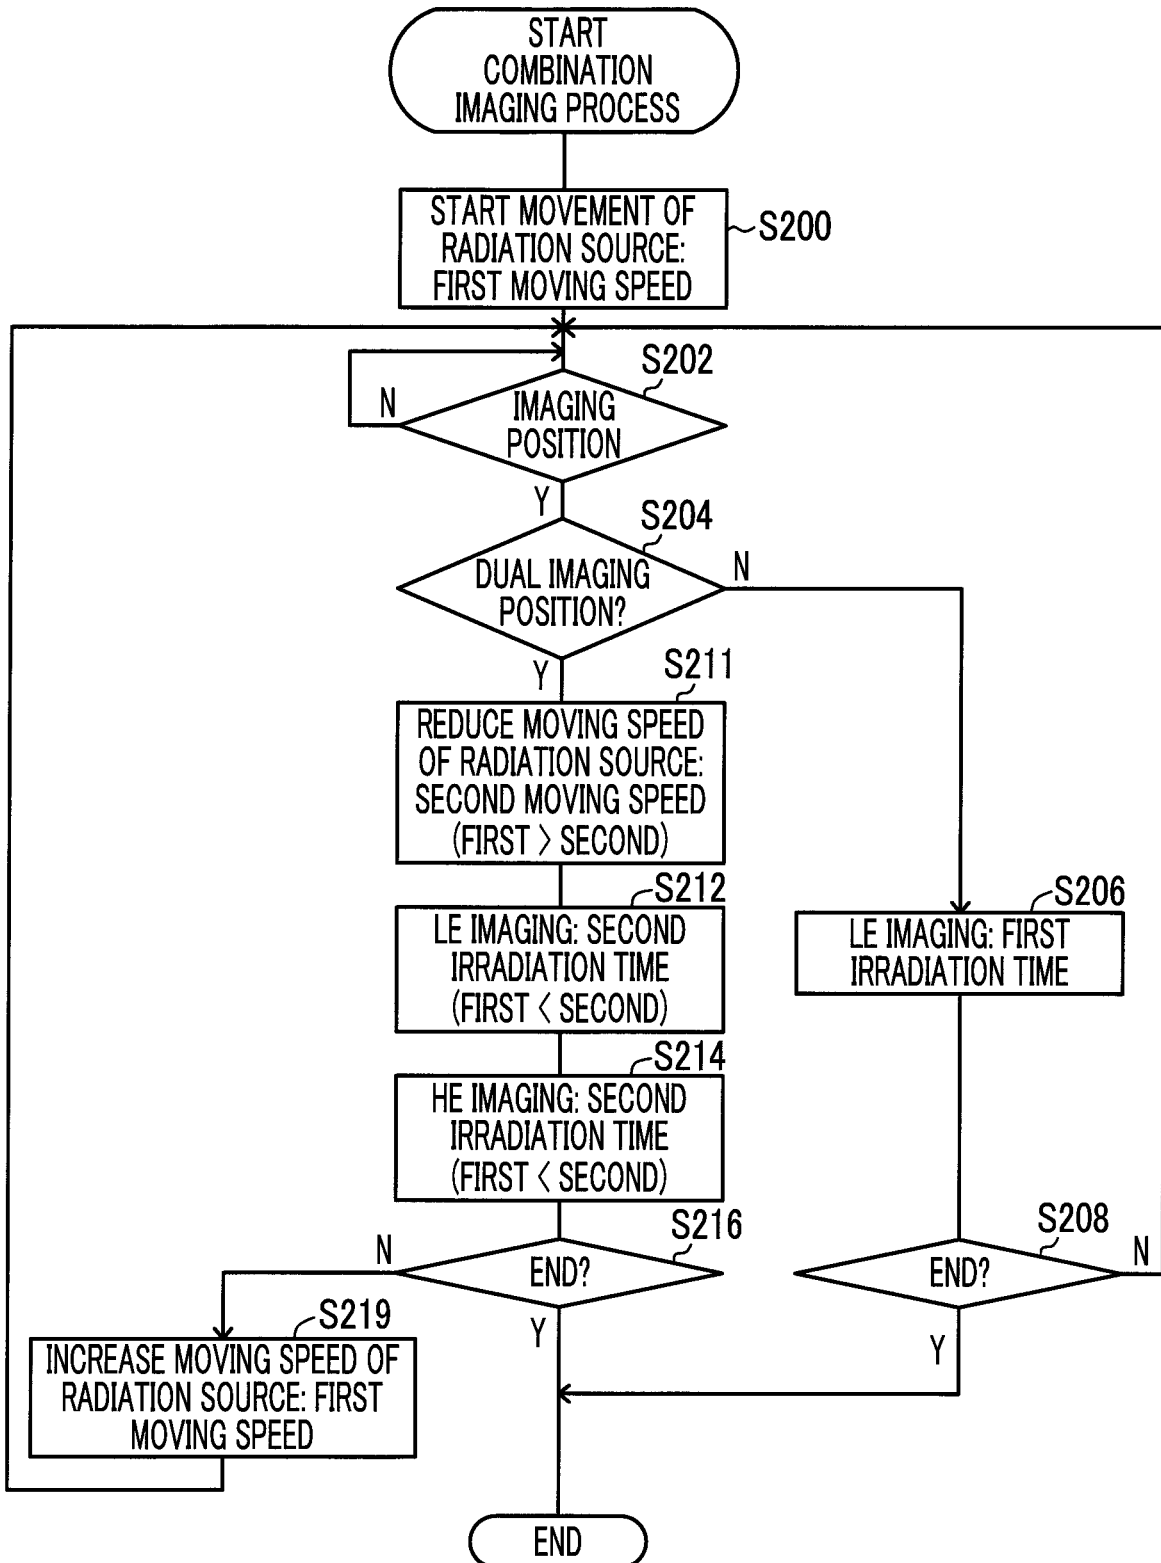 START
COMBINATION
IMAGING PROCESS
START MOVEMENT OF
RADIATION SOURCE:
FIRST MOVING SPEED
S200
S202
N
IMAGING
POSITION
Y
S204
DUAL IMAGING
POSITION?
N
Y
S211
REDUCE MOVING SPEED
OF RADIATION SOURCE:
SECOND MOVING SPEED
(FIRST > SECOND)
S212
LE IMAGING: SECOND
IRRADIATION TIME
(FIRST < SECOND)
S206
LE IMAGING: FIRST
IRRADIATION TIME
S214
HE IMAGING: SECOND
IRRADIATION TIME
(FIRST < SECOND)
S216
N
END?
Y
S208
END?
N
Y
S219
INCREASE MOVING SPEED OF
RADIATION SOURCE: FIRST
MOVING SPEED
END